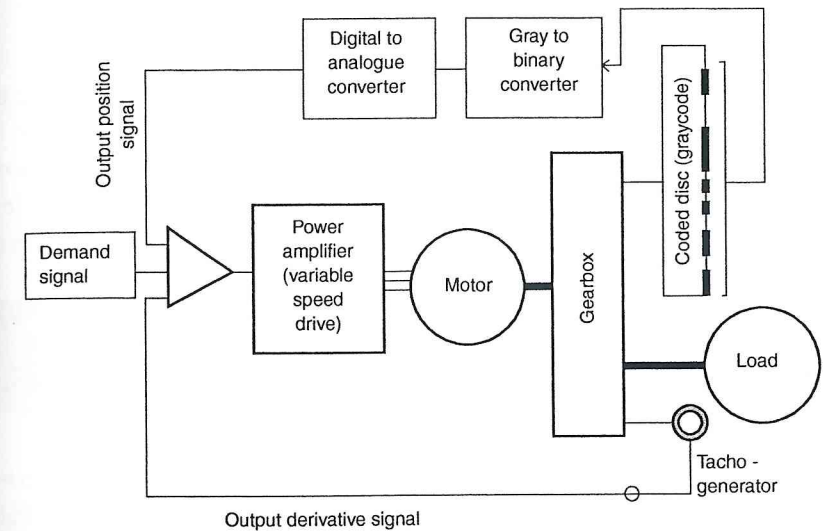 Digital to
analogue
converter
Gray to
binary
converter
Coded disc (graycode)
Output position
signal
Demand
signal
Power
amplifier
(variable
speed
drive)
Motor
Gearbox
Load
Tacho -
generator
Output derivative signal